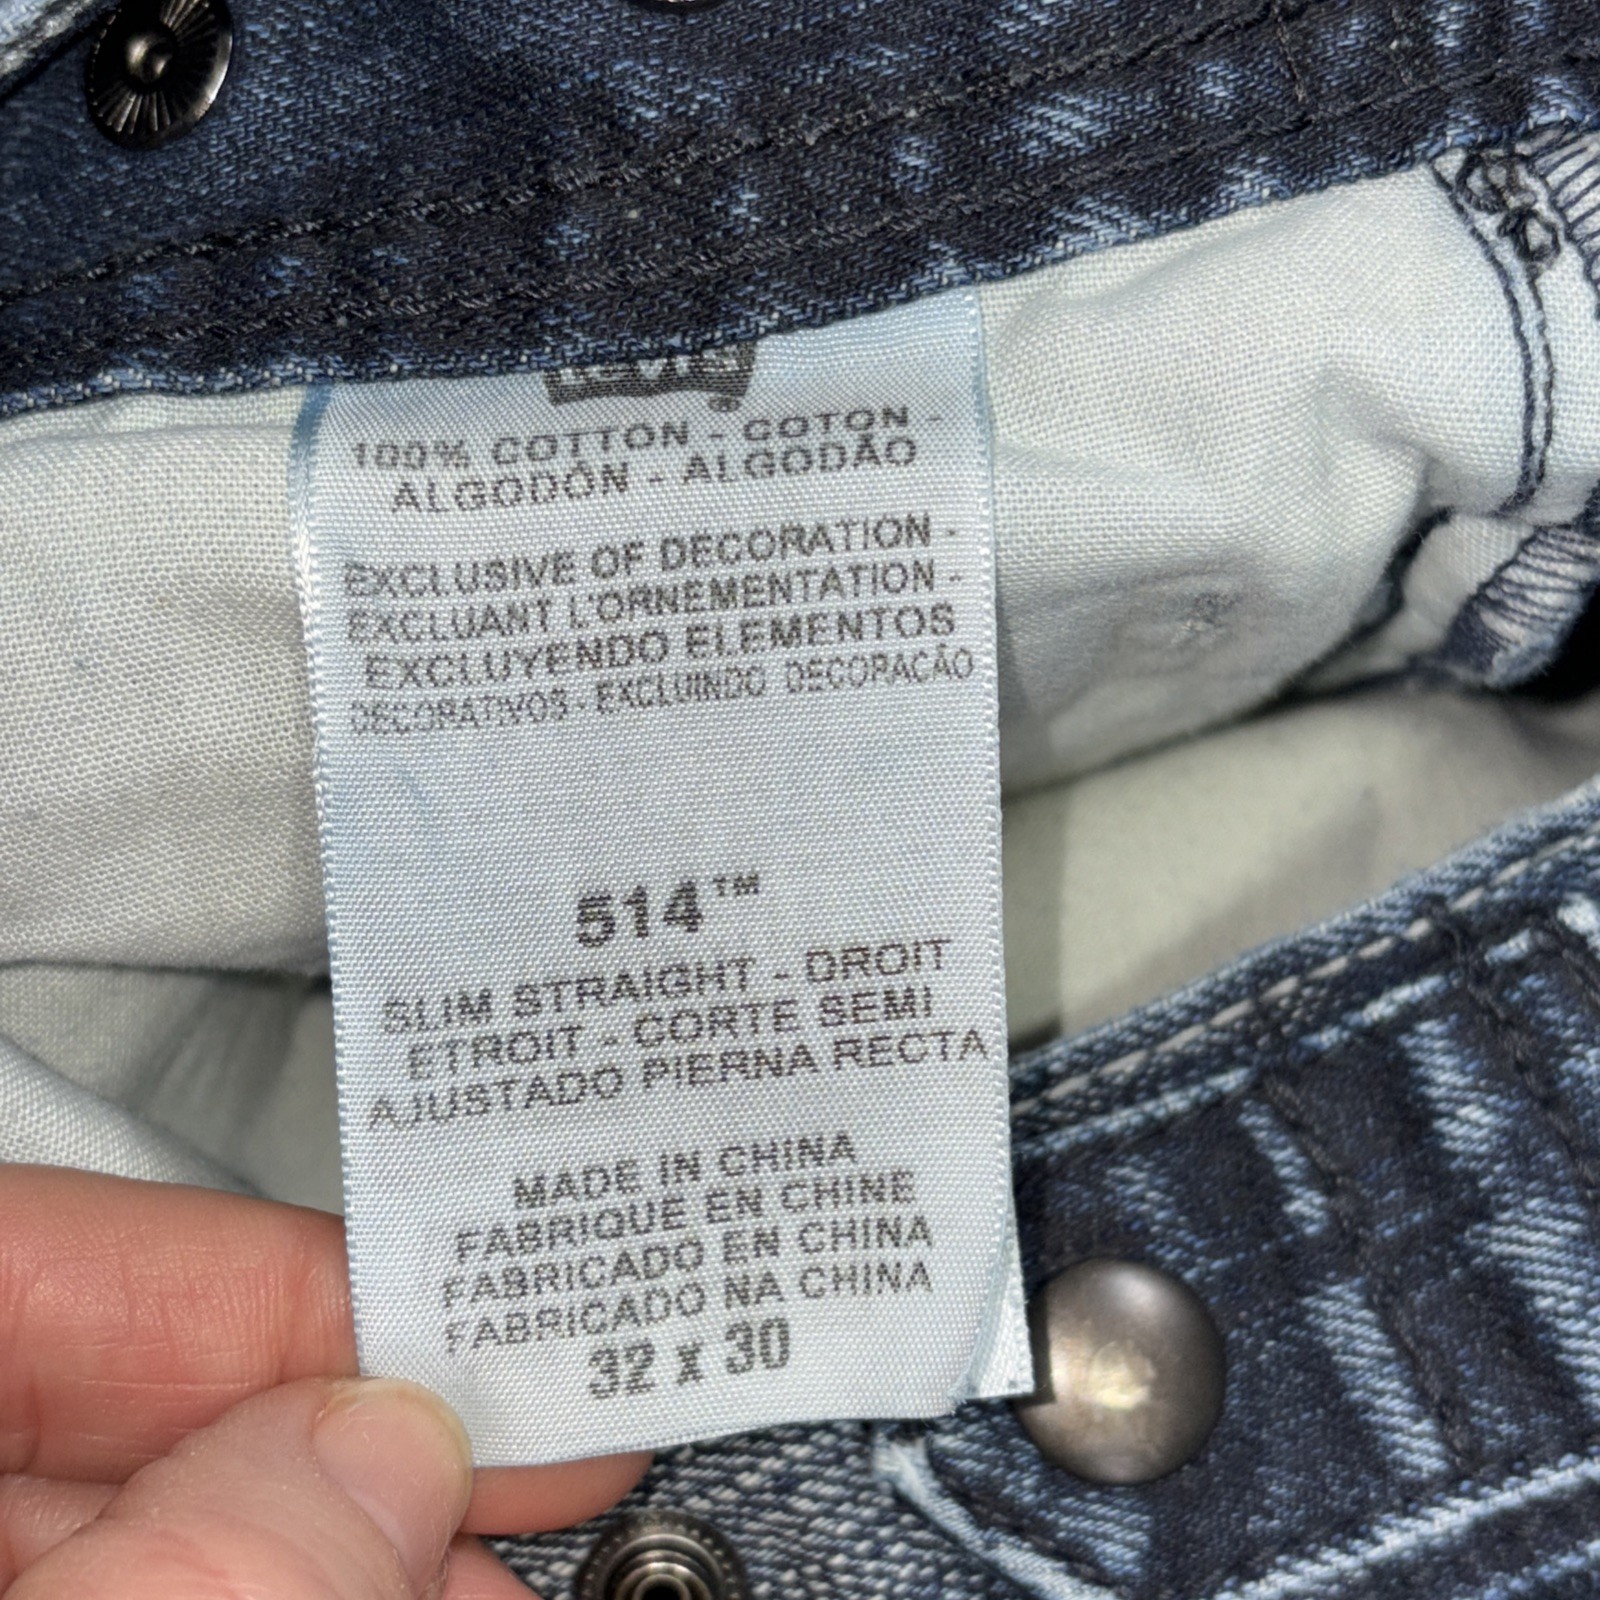 Levi's®
100% COTTON - COTON -
ALGODÓN - ALGODÃO
EXCLUSIVE OF DECORATION -
EXCLUANT L'ORNEMENTATION -
EXCLUYENDO ELEMENTOS
DECORATIVOS - EXCLUINDO DECORAÇÃO
514™
SLIM STRAIGHT - DROIT
ETROIT - CORTE SEMI
AJUSTADO PIERNA RECTA
MADE IN CHINA
FABRIQUE EN CHINE
FABRICADO EN CHINA
FABRICADO NA CHINA
32 x 30